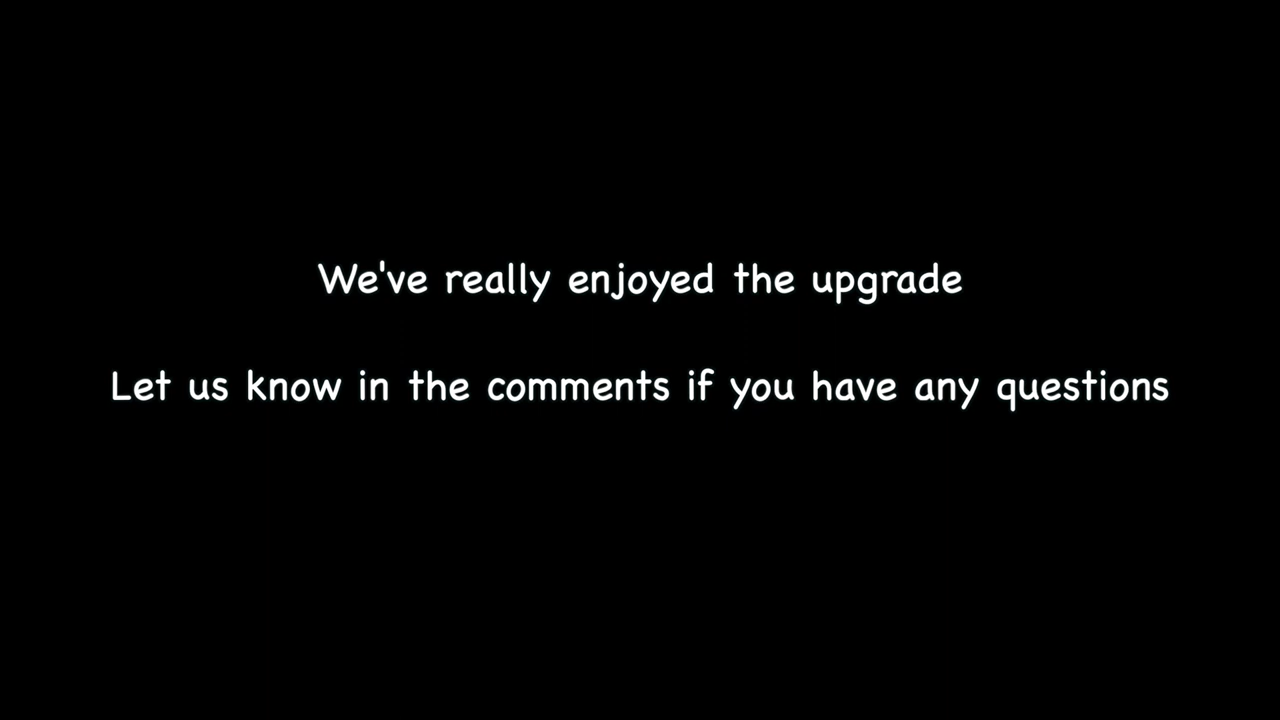 We've really enjoyed the upgrade
Let us know in the comments if you have any questions